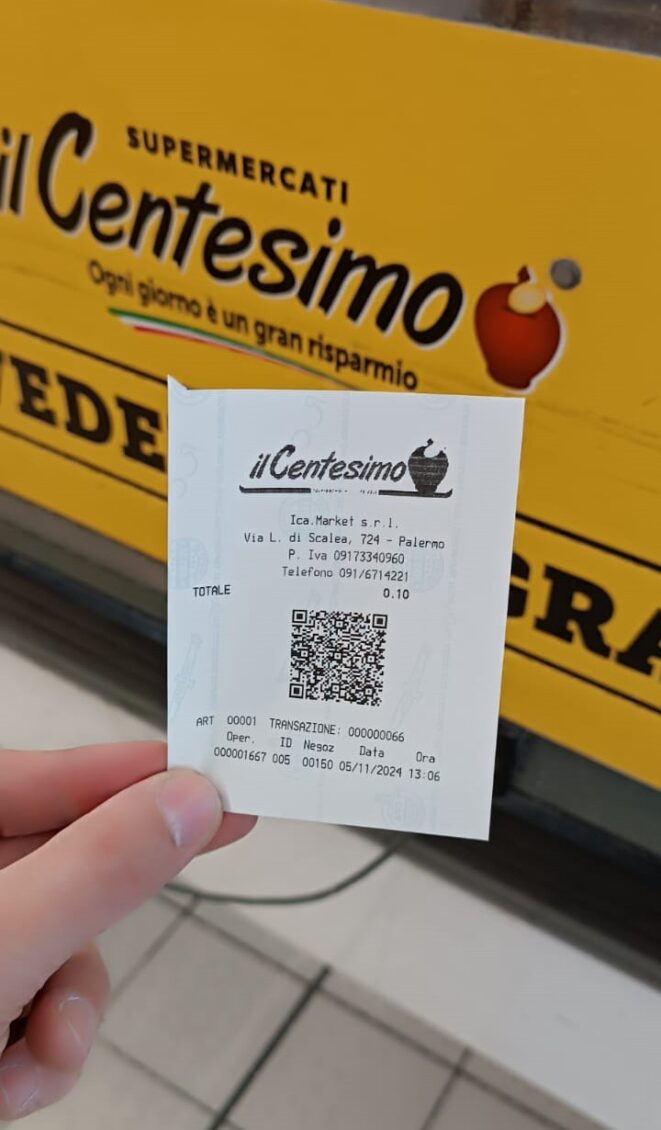 SUPERMERCATI
il Centesimo
Ogni giorno è un gran risparmio
il Centesimo
Ica.Market s.r.l.
Via L. di Scalea, 724 - Palermo
P. Iva 09173340960
Telefono 091/6714221
TOTALE 0.10
ART 00001 TRANSAZIONE: 000000066
Oper. ID Negoz Data Ora
000001667 005 00150 05/11/2024 13:06